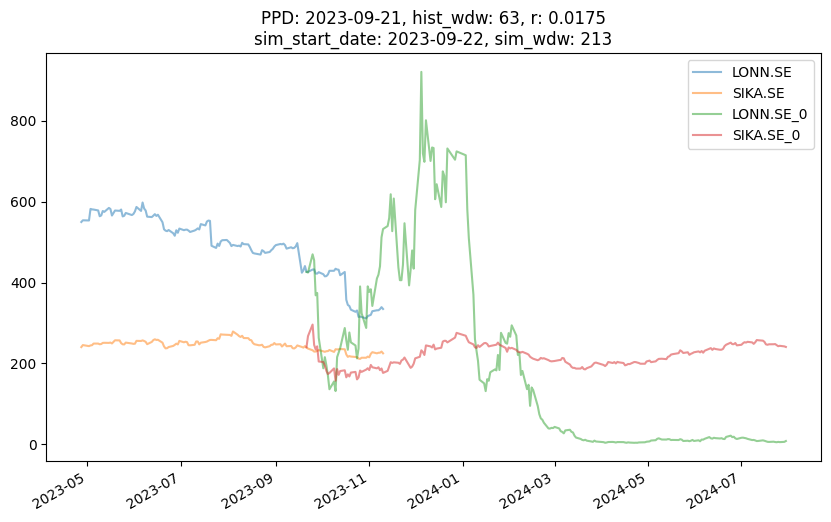 PPD: 2023-09-21, hist_wdw: 63, r: 0.0175
sim_start_date: 2023-09-22, sim_wdw: 213
LONN.SE
SIKA.SE
LONN.SE_0
SIKA.SE_0
800
600
400
200
0
2023-05
2023-07
2023-09
2023-11
2024-01
2024-03
2024-05
2024-07